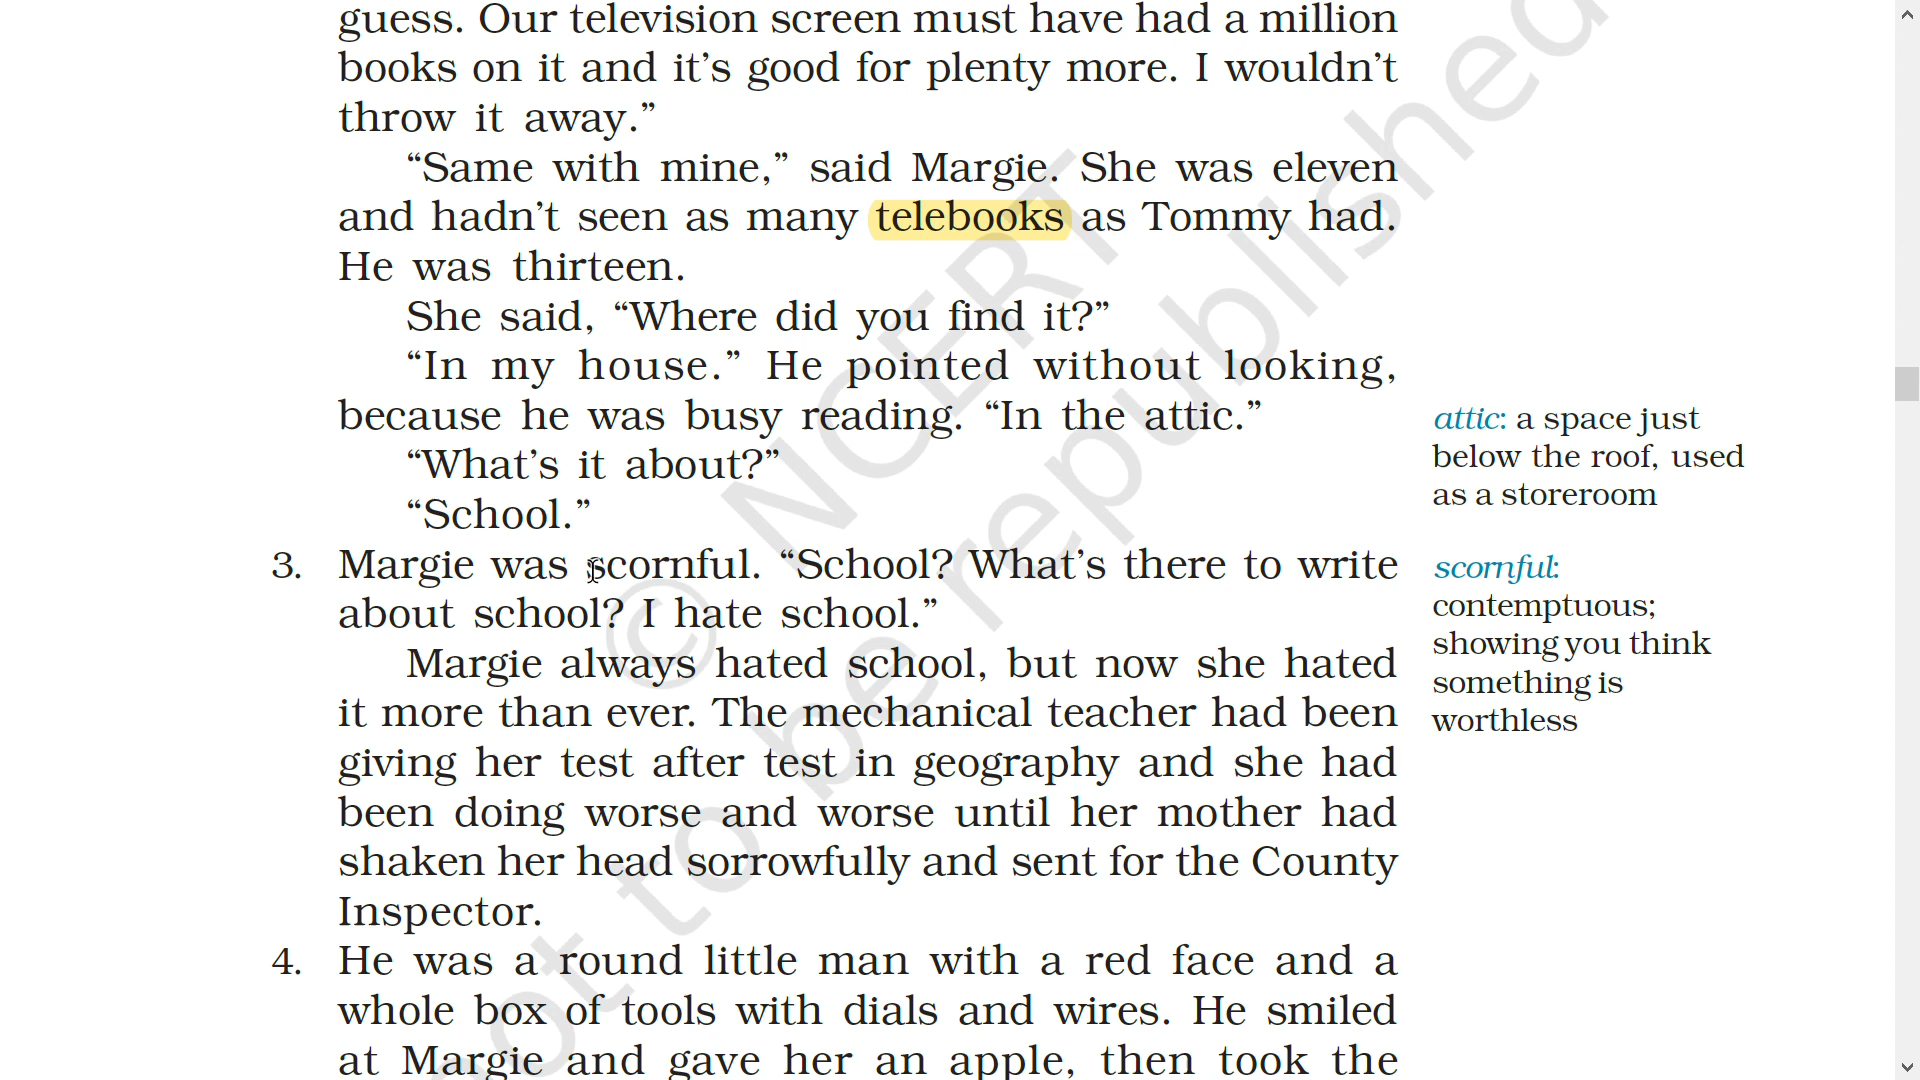 guess. Our television screen must have had a million
books on it and it’s good for plenty more. I wouldn’t
throw it away.”
“Same with mine,” said Margie. She was eleven
and hadn’t seen as many telebooks as Tommy had.
He was thirteen.
She said, “Where did you find it?”
“In my house.” He pointed without looking,
because he was busy reading. “In the attic.”
“What’s it about?”
“School.”
attic: a space just
below the roof, used
as a storeroom
3. Margie was scornful. “School? What’s there to write
about school? I hate school.”
Margie always hated school, but now she hated
it more than ever. The mechanical teacher had been
giving her test after test in geography and she had
been doing worse and worse until her mother had
shaken her head sorrowfully and sent for the County
Inspector.
scornful:
contemptuous;
showing you think
something is
worthless
4. He was a round little man with a red face and a
whole box of tools with dials and wires. He smiled
at Margie and gave her an apple, then took the
© NCERT
not to be republished